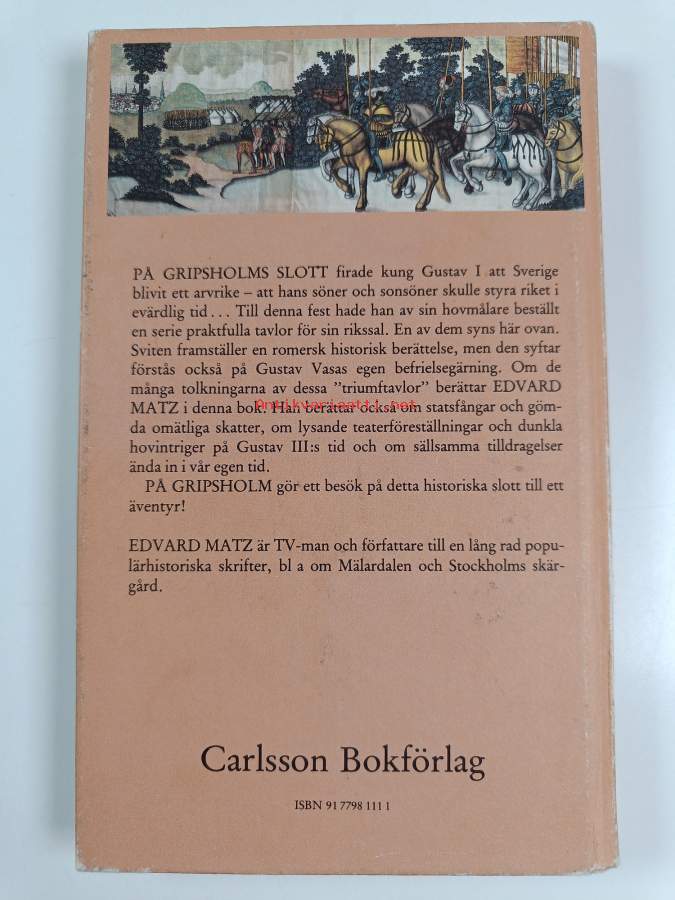 PÅ GRIPSHOLMS SLOTT firade kung Gustav I att Sverige
blivit ett arvrike – att hans söner och sonsöner skulle styra riket i
evärdlig tid... Till denna fest hade han av sin hovmålare beställt
en serie praktfulla tavlor för sin rikssal. En av dem syns här ovan.
Sviten framställer en romersk historisk berättelse, men den syftar
förstås också på Gustav Vasas egen befrielsegärning. Om de
många tolkningarna av dessa ”triumftavlor” berättar EDVARD
MATZ i denna bok. Han berättar också om statsfångar och göm-
Antikvariaatti.net
da omätliga skatter, om lysande teaterföreställningar och dunkla
hovintriger på Gustav III:s tid och om sällsamma tilldragelser
ända in i vår egen tid.
PÅ GRIPSHOLM gör ett besök på detta historiska slott till ett
äventyr!
EDVARD MATZ är TV-man och författare till en lång rad popu-
lärhistoriska skrifter, bl a om Mälardalen och Stockholms skär-
gård.
Carlsson Bokförlag
ISBN 91 7798 111 1